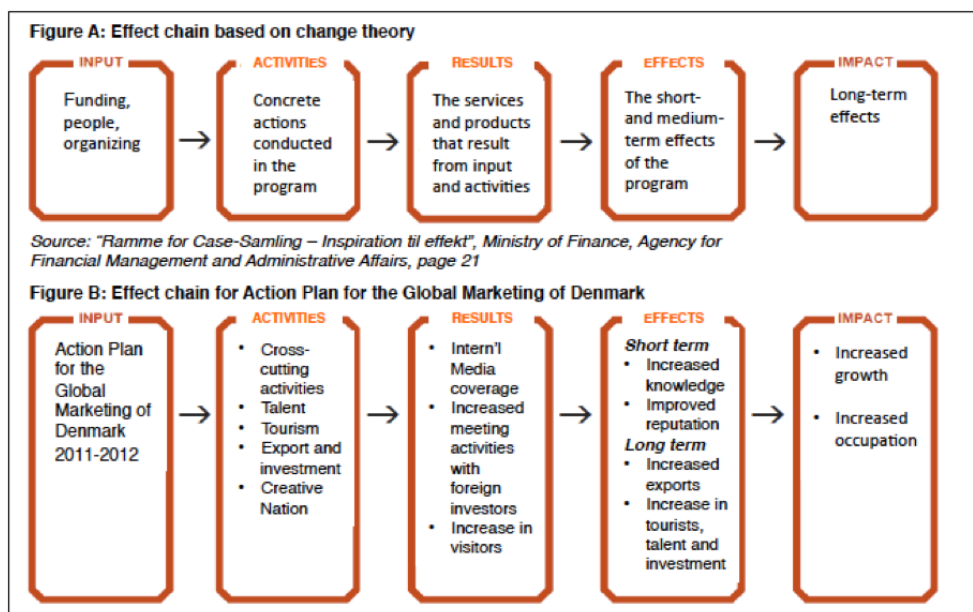 Figure A: Effect chain based on change theory
INPUT
Funding,
people,
organizing
ACTIVITIES
Concrete
actions
conducted
in the
program
RESULTS
The services
and products
that result
from input
and activities
EFFECTS
The short-
and medium-
term effects
of the
program
IMPACT
Long-term
effects
Source: “Ramme for Case-Samling – Inspiration til effekt”, Ministry of Finance, Agency for
Financial Management and Administrative Affairs, page 21
Figure B: Effect chain for Action Plan for the Global Marketing of Denmark
INPUT
Action Plan
for the
Global
Marketing of
Denmark
2011-2012
ACTIVITIES
• Cross-
cutting
activities
• Talent
• Tourism
• Export and
investment
• Creative
Nation
RESULTS
• Intern’l
Media
coverage
• Increased
meeting
activities
with
foreign
investors
• Increase in
visitors
EFFECTS
Short term
• Increased
knowledge
• Improved
reputation
Long term
• Increased
exports
• Increase in
tourists,
talent and
investment
IMPACT
• Increased
growth
• Increased
occupation